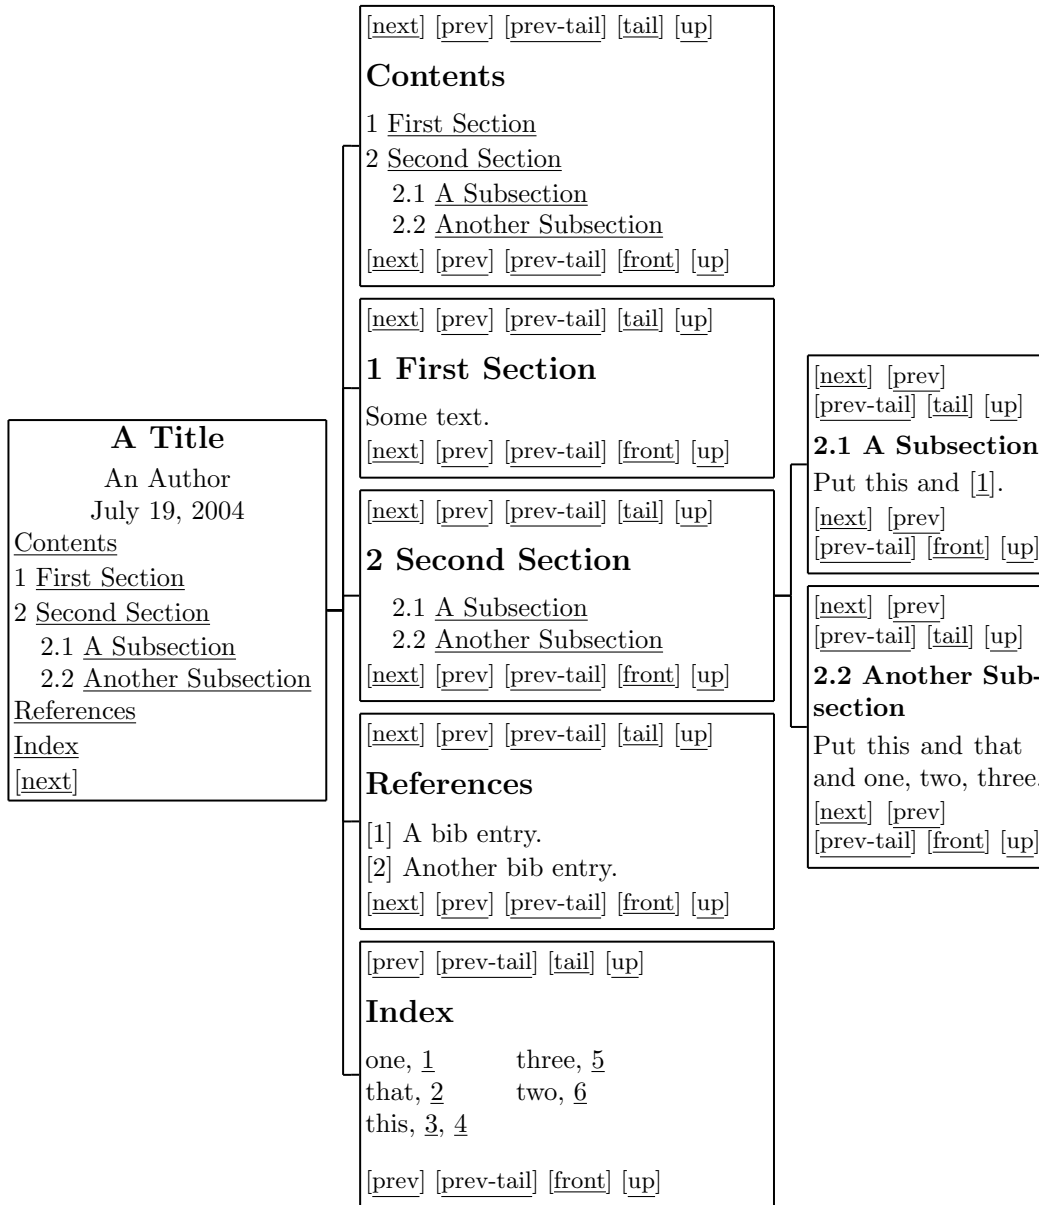 A Title
An Author
July 19, 2004
Contents
1 First Section
2 Second Section
2.1 A Subsection
2.2 Another Subsection
References
Index
[next]
[next] [prev] [prev-tail] [tail] [up]
Contents
1 First Section
2 Second Section
2.1 A Subsection
2.2 Another Subsection
[next] [prev] [prev-tail] [front] [up]
[next] [prev] [prev-tail] [tail] [up]
1 First Section
Some text.
[next] [prev] [prev-tail] [front] [up]
[next] [prev] [prev-tail] [tail] [up]
2 Second Section
2.1 A Subsection
2.2 Another Subsection
[next] [prev] [prev-tail] [front] [up]
[next] [prev] [prev-tail] [tail] [up]
References
[1] A bib entry.
[2] Another bib entry.
[next] [prev] [prev-tail] [front] [up]
[prev] [prev-tail] [tail] [up]
Index
one, 1 three, 5
that, 2 two, 6
this, 3, 4
[prev] [prev-tail] [front] [up]
[next] [prev]
[prev-tail] [tail] [up]
2.1 A Subsection
Put this and [1].
[next] [prev]
[prev-tail] [front] [up]
[next] [prev]
[prev-tail] [tail] [up]
2.2 Another Sub-
section
Put this and that
and one, two, three.
[next] [prev]
[prev-tail] [front] [up]